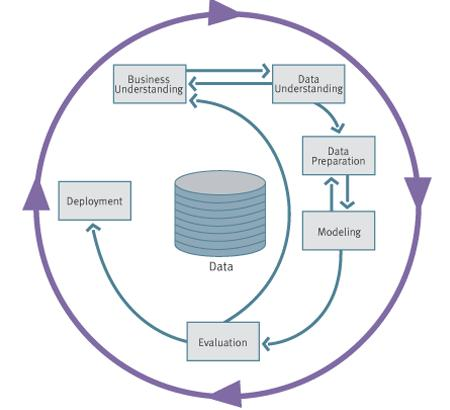 Business
Understanding
Data
Understanding
Data
Preparation
Deployment
Modeling
Data
Evaluation